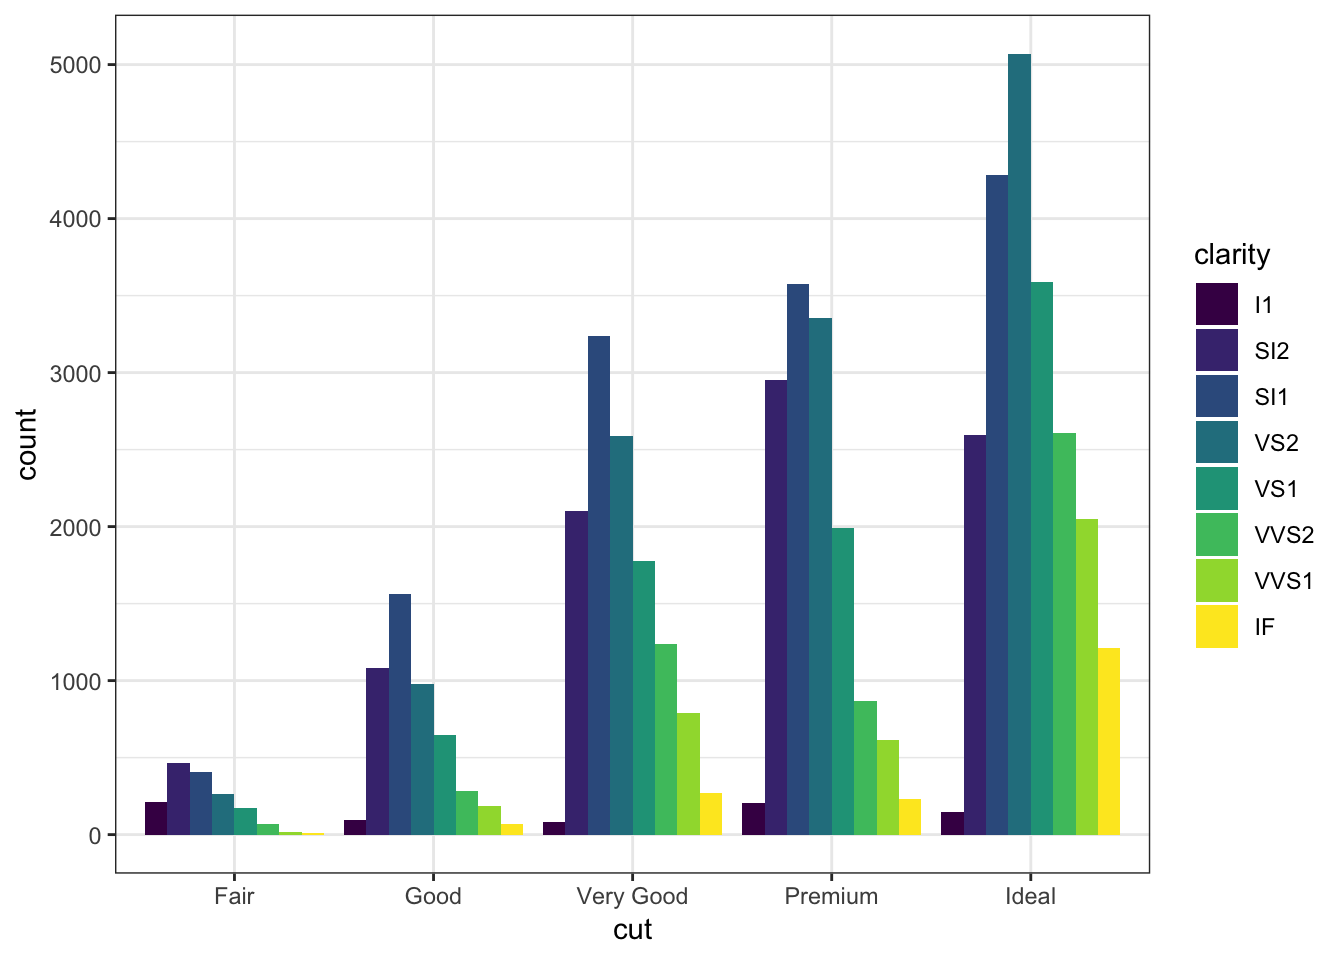 5000
4000
3000
2000
1000
0
count
Fair Good Very Good Premium Ideal
cut
clarity
I1
SI2
SI1
VS2
VS1
VVS2
VVS1
IF